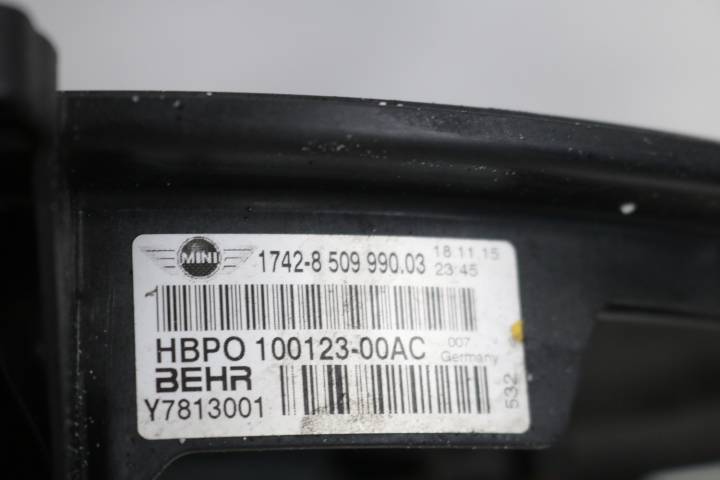 MINI 1742-8 509 990.03 18.11.15
23:45
HBPO 100123-00AC 007
Germany
BEHR
Y7813001
532